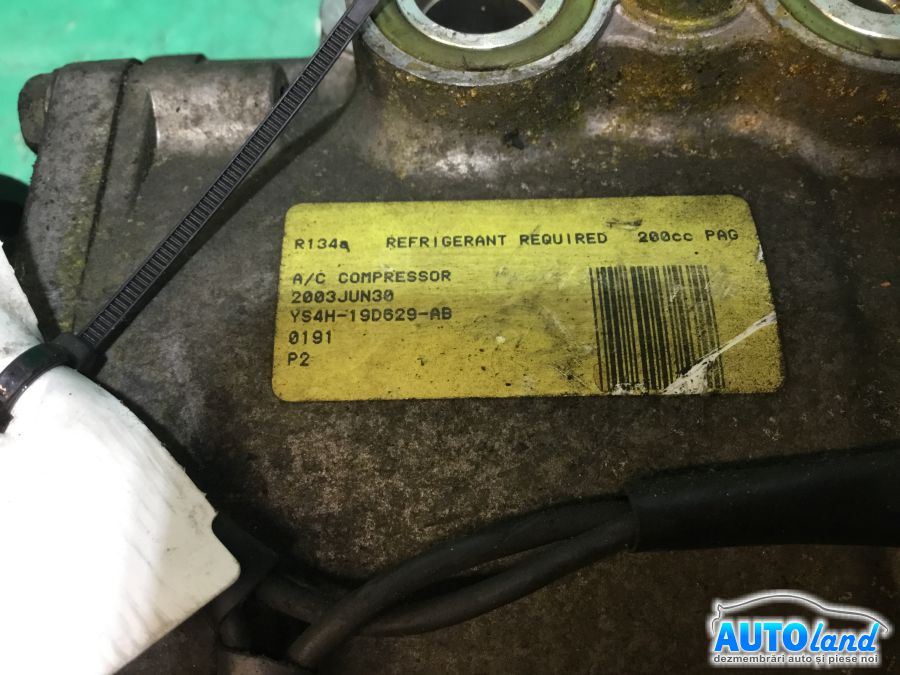 R134a REFRIGERANT REQUIRED 200cc PAG
A/C COMPRESSOR
2003JUN30
YS4H-19D629-AB
0191
P2
AUTOland
dezmembrări auto și piese noi